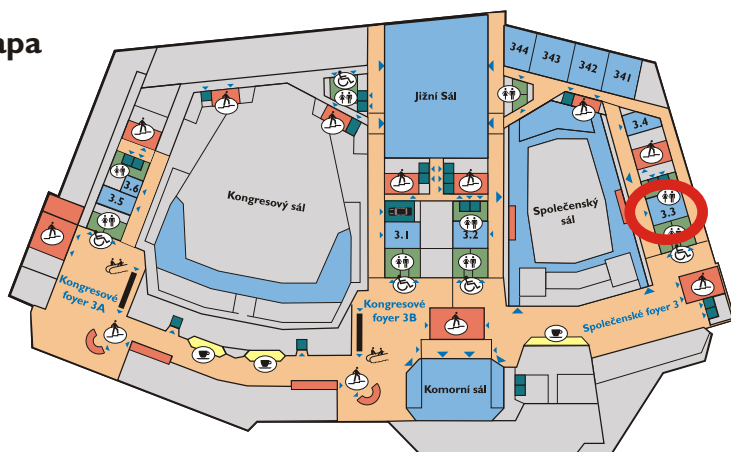 apa
344
343
342
341
Jižní Sál
3.4
3.6
3.5
Kongresový sál
Společenský
sál
3.3
3.1
3.2
Kongresové
foyer 3A
Kongresové
foyer 3B
Společenské foyer 3
Komorní sál